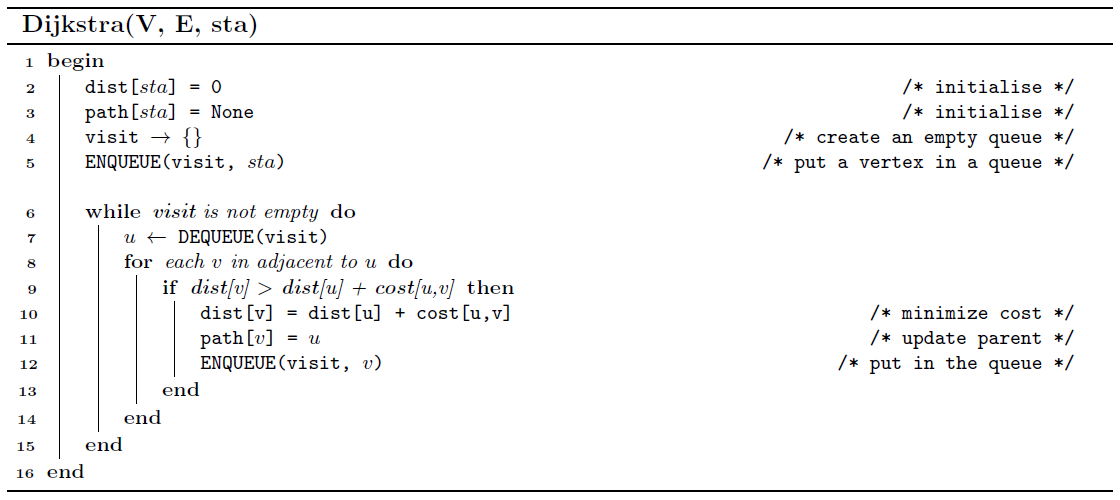 Dijkstra(V, E, sta)
1 begin
2 dist[sta] = 0 /* initialise */
3 path[sta] = None /* initialise */
4 visit → {} /* create an empty queue */
5 ENQUEUE(visit, sta) /* put a vertex in a queue */
6 while visit is not empty do
7 u ← DEQUEUE(visit)
8 for each v in adjacent to u do
9 if dist[v] > dist[u] + cost[u,v] then
10 dist[v] = dist[u] + cost[u,v] /* minimize cost */
11 path[v] = u /* update parent */
12 ENQUEUE(visit, v) /* put in the queue */
13 end
14 end
15 end
16 end